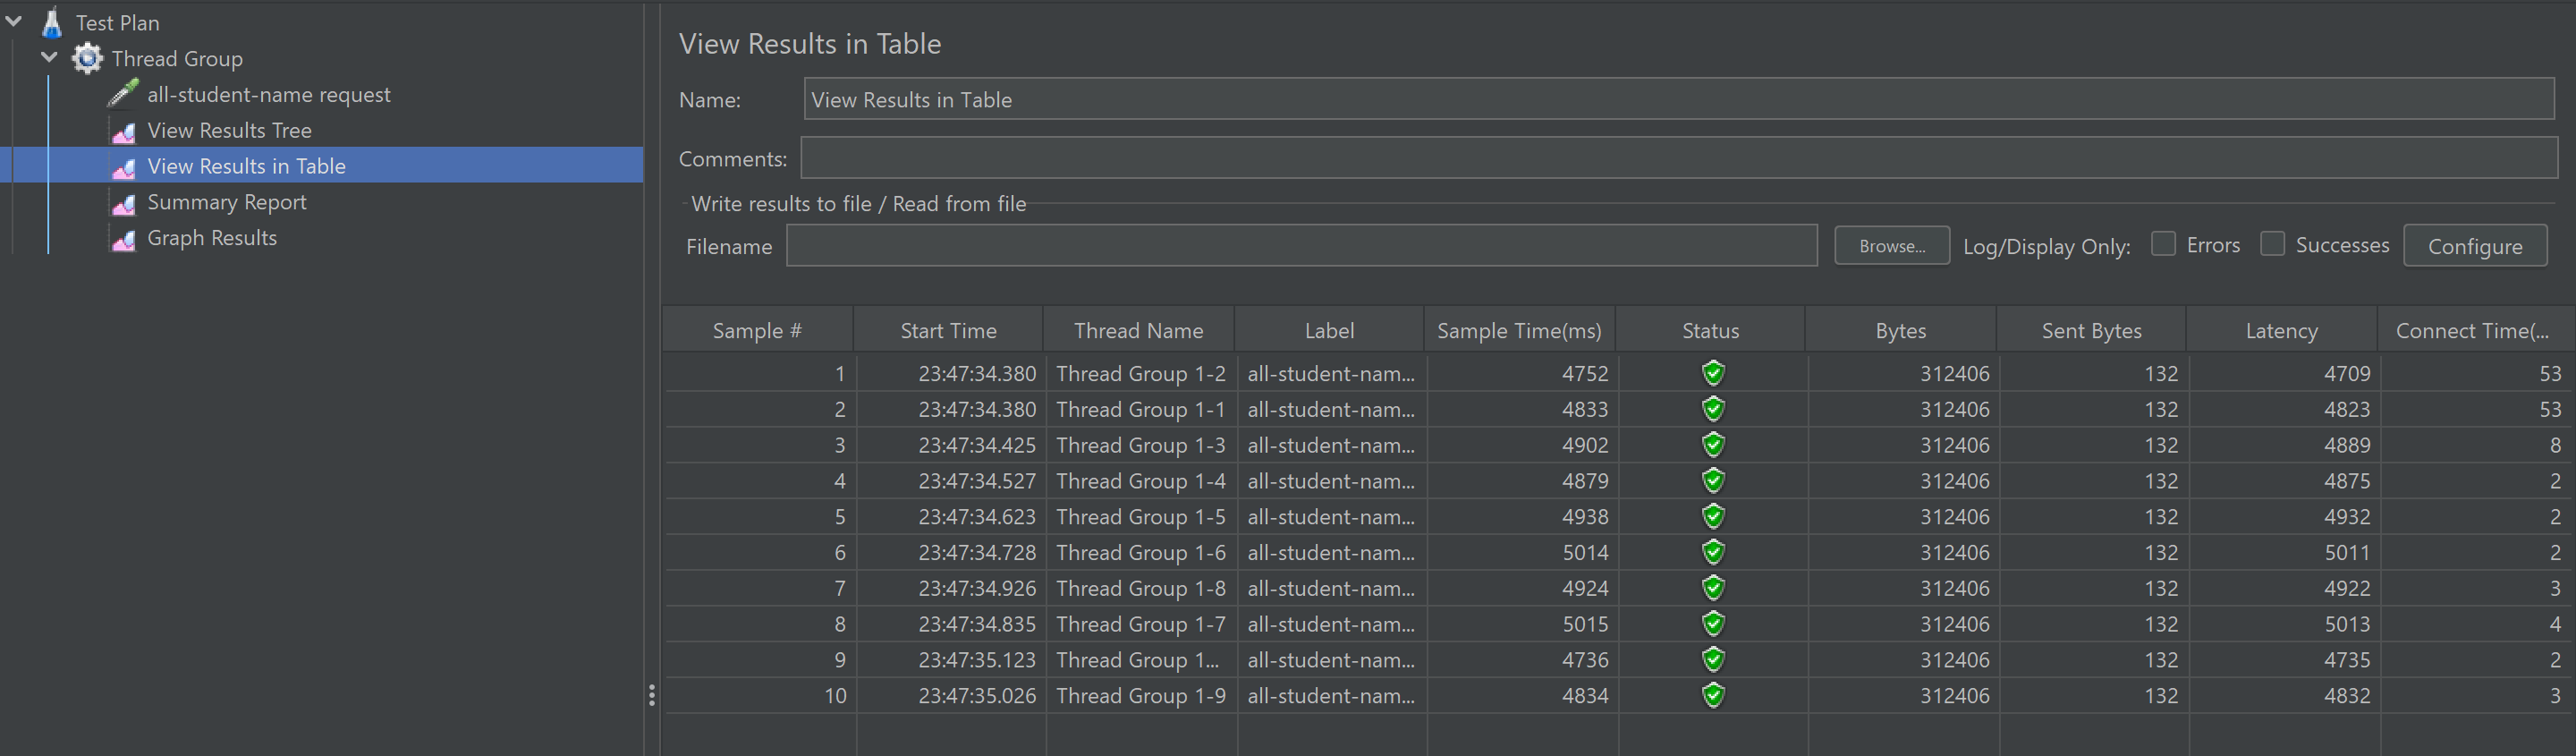 Test Plan
Thread Group
all-student-name request
View Results Tree
View Results in Table
Summary Report
Graph Results
View Results in Table
Name: View Results in Table
Comments:
Write results to file / Read from file
Filename Browse... Log/Display Only: Errors Successes Configure
Sample # Start Time Thread Name Label Sample Time(ms) Status Bytes Sent Bytes Latency Connect Time(...
1 23:47:34.380 Thread Group 1-2 all-student-nam... 4752 312406 132 4709 53
2 23:47:34.380 Thread Group 1-1 all-student-nam... 4833 312406 132 4823 53
3 23:47:34.425 Thread Group 1-3 all-student-nam... 4902 312406 132 4889 8
4 23:47:34.527 Thread Group 1-4 all-student-nam... 4879 312406 132 4875 2
5 23:47:34.623 Thread Group 1-5 all-student-nam... 4938 312406 132 4932 2
6 23:47:34.728 Thread Group 1-6 all-student-nam... 5014 312406 132 5011 2
7 23:47:34.926 Thread Group 1-8 all-student-nam... 4924 312406 132 4922 3
8 23:47:34.835 Thread Group 1-7 all-student-nam... 5015 312406 132 5013 4
9 23:47:35.123 Thread Group 1... all-student-nam... 4736 312406 132 4735 2
10 23:47:35.026 Thread Group 1-9 all-student-nam... 4834 312406 132 4832 3